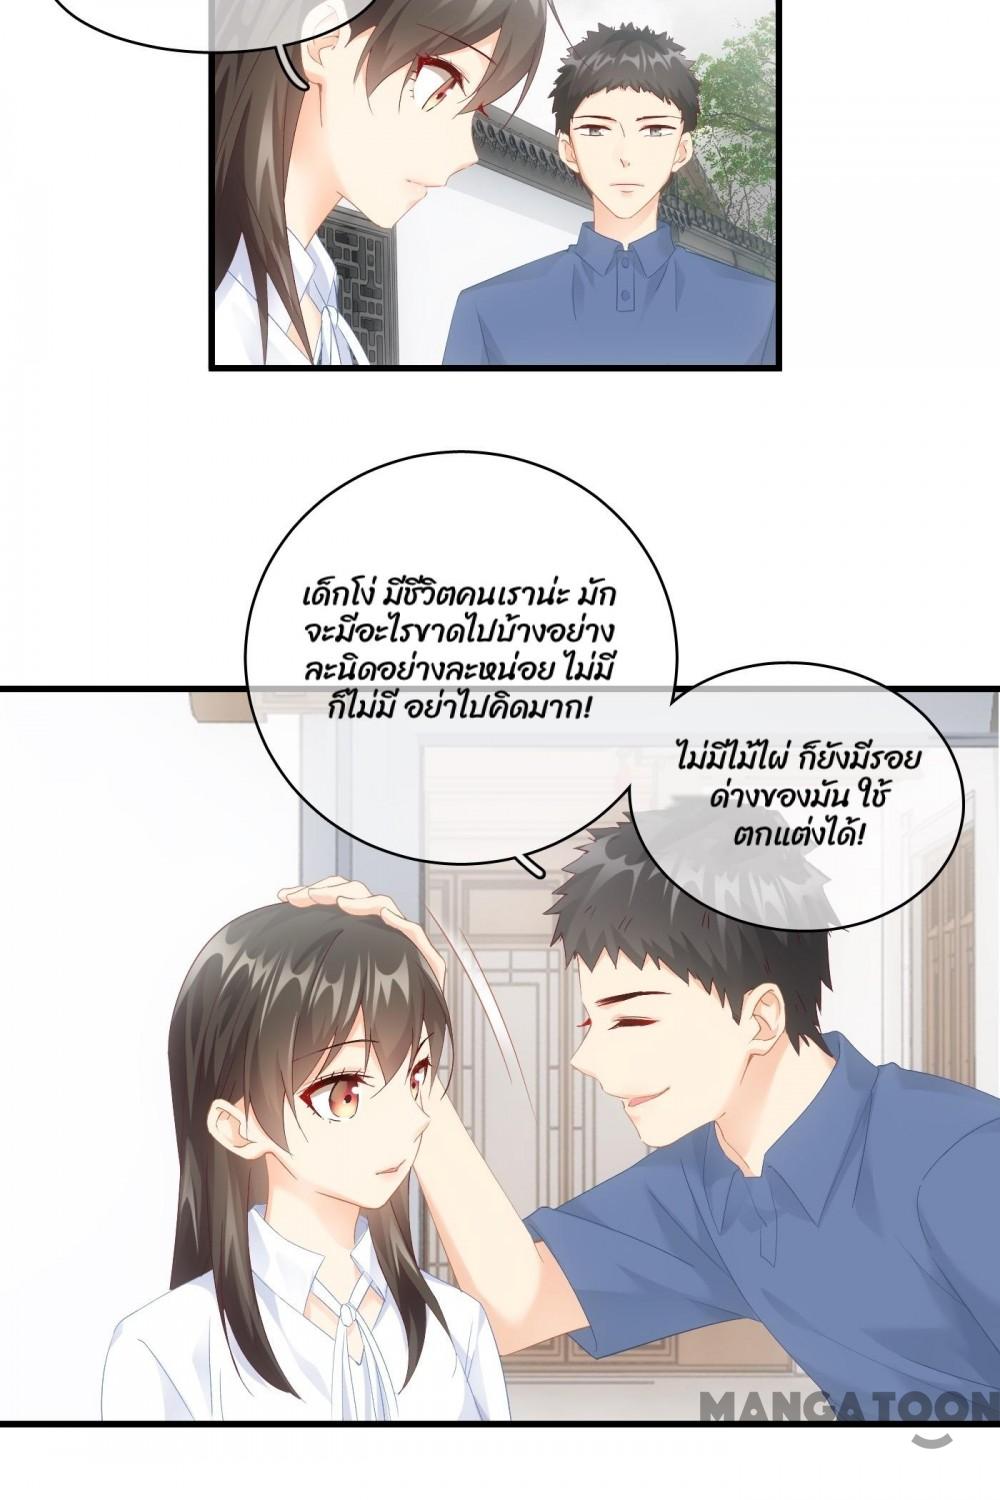 เด็กโง่ มีชีวิตคนเราน่ะ มัก
จะมีอะไรขาดไปบ้างอย่าง
ละนิดอย่างละหน่อย ไม่มี
ก็ไม่มี อย่าไปคิดมาก!
ไม่มีไม้ไผ่ ก็ยังมีรอย
ด่างของมัน ใช้
ตกแต่งได้!
MANGATOON